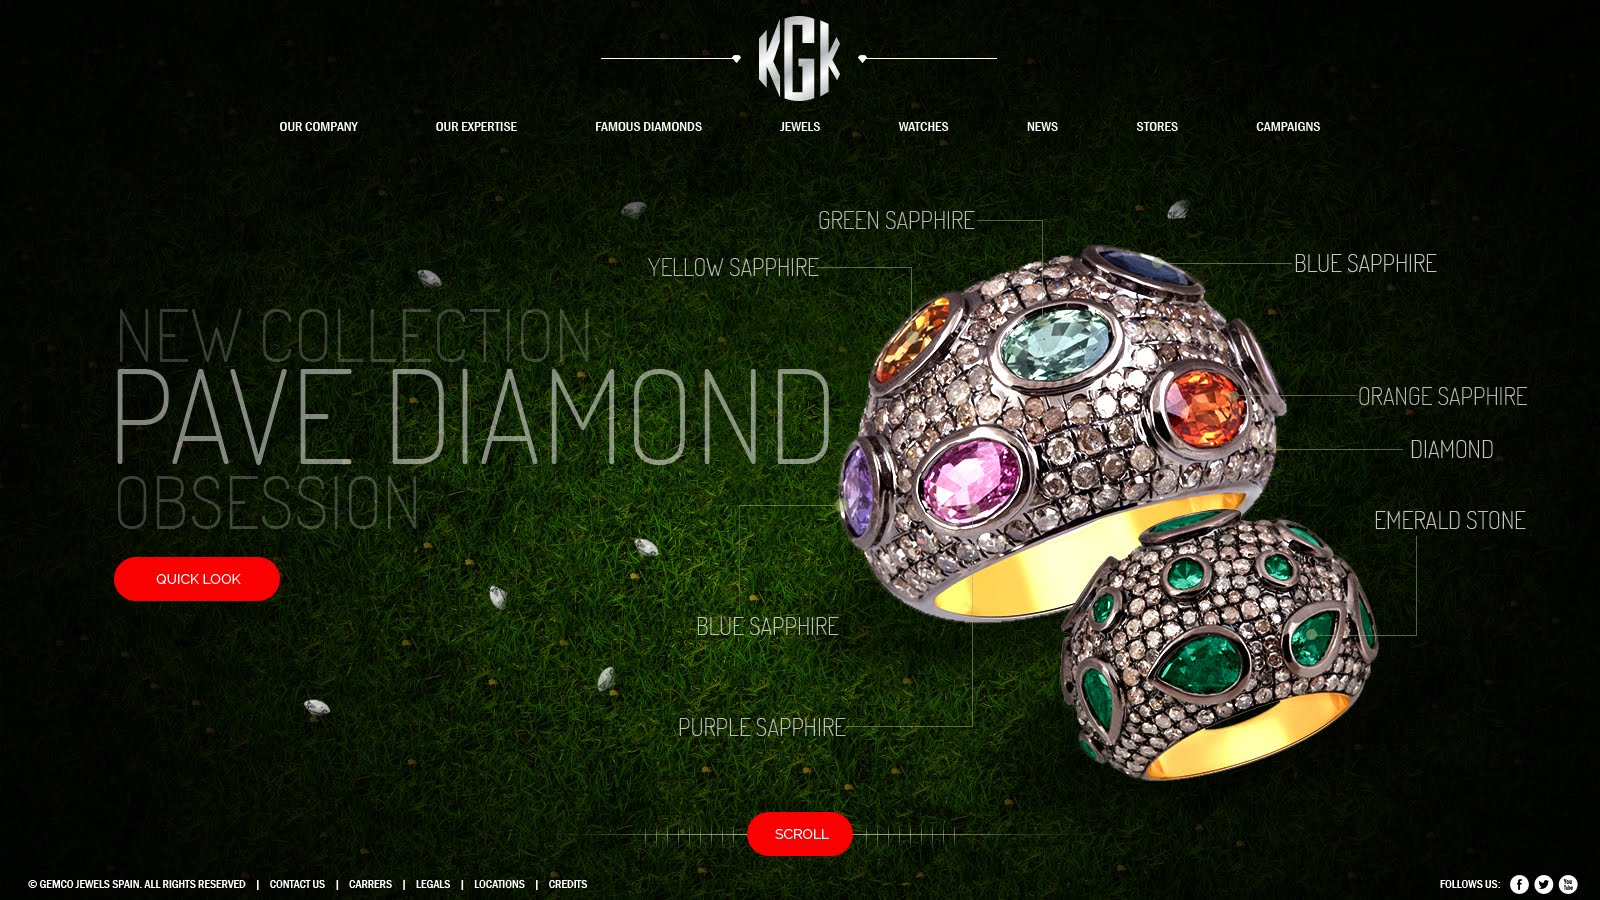 KGK
OUR COMPANY
OUR EXPERTISE
FAMOUS DIAMONDS
JEWELS
WATCHES
NEWS
STORES
CAMPAIGNS
GREEN SAPPHIRE
YELLOW SAPPHIRE
BLUE SAPPHIRE
NEW COLLECTION
PAVE DIAMOND
OBSESSION
QUICK LOOK
ORANGE SAPPHIRE
DIAMOND
EMERALD STONE
BLUE SAPPHIRE
PURPLE SAPPHIRE
SCROLL
© GEMCO JEWELS SPAIN. ALL RIGHTS RESERVED | CONTACT US | CARRERS | LEGALS | LOCATIONS | CREDITS
FOLLOWS US:
You
Tube